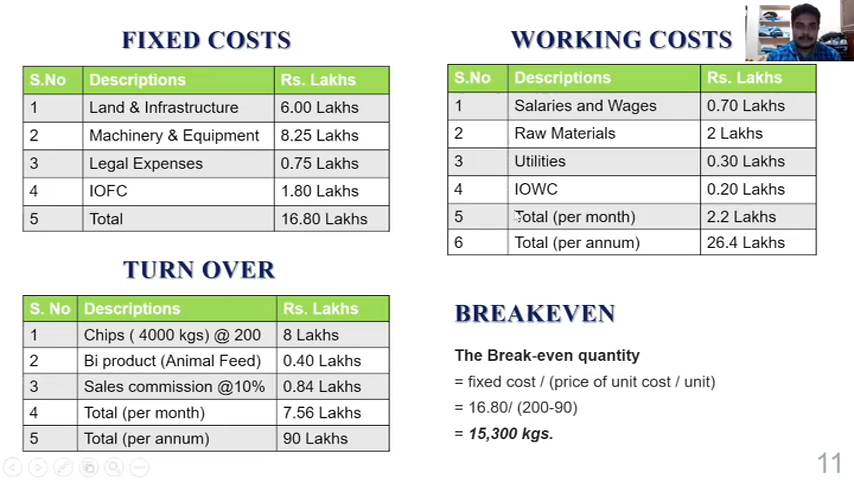 FIXED COSTS
S.No Descriptions Rs. Lakhs
1 Land & Infrastructure 6.00 Lakhs
2 Machinery & Equipment 8.25 Lakhs
3 Legal Expenses 0.75 Lakhs
4 IOFC 1.80 Lakhs
5 Total 16.80 Lakhs
TURN OVER
S. No Descriptions Rs. Lakhs
1 Chips ( 4000 kgs) @ 200 8 Lakhs
2 Bi product (Animal Feed) 0.40 Lakhs
3 Sales commission @10% 0.84 Lakhs
4 Total (per month) 7.56 Lakhs
5 Total (per annum) 90 Lakhs
WORKING COSTS
S.No Descriptions Rs. Lakhs
1 Salaries and Wages 0.70 Lakhs
2 Raw Materials 2 Lakhs
3 Utilities 0.30 Lakhs
4 IOWC 0.20 Lakhs
5 Total (per month) 2.2 Lakhs
6 Total (per annum) 26.4 Lakhs
BREAKEVEN
The Break-even quantity
= fixed cost / (price of unit cost / unit)
= 16.80/ (200-90)
= 15,300 kgs.
11